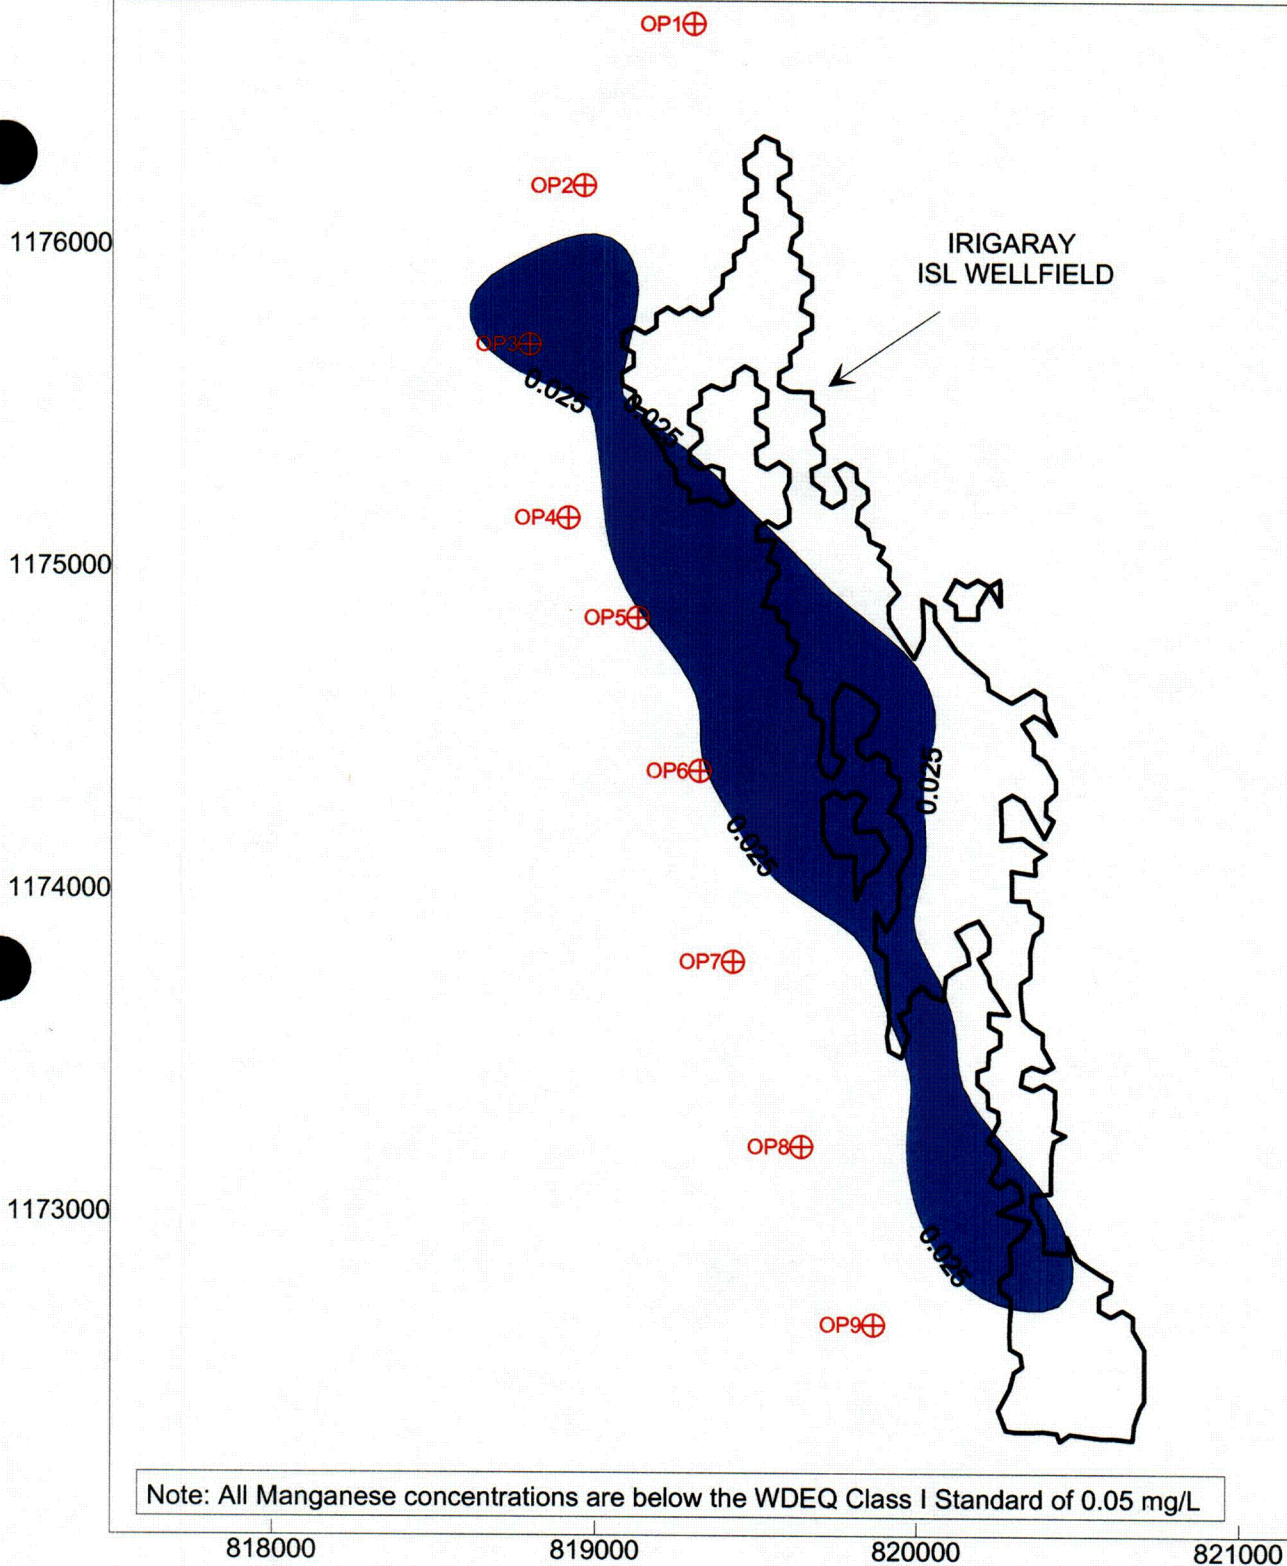 OP1
OP2
1176000
IRIGARAY
ISL WELLFIELD
OP3
0.025
0.025
OP4
1175000
OP5
OP6
0.025
0.025
1174000
OP7
OP8
1173000
0.025
OP9
Note: All Manganese concentrations are below the WDEQ Class I Standard of 0.05 mg/L
818000
819000
820000
821000